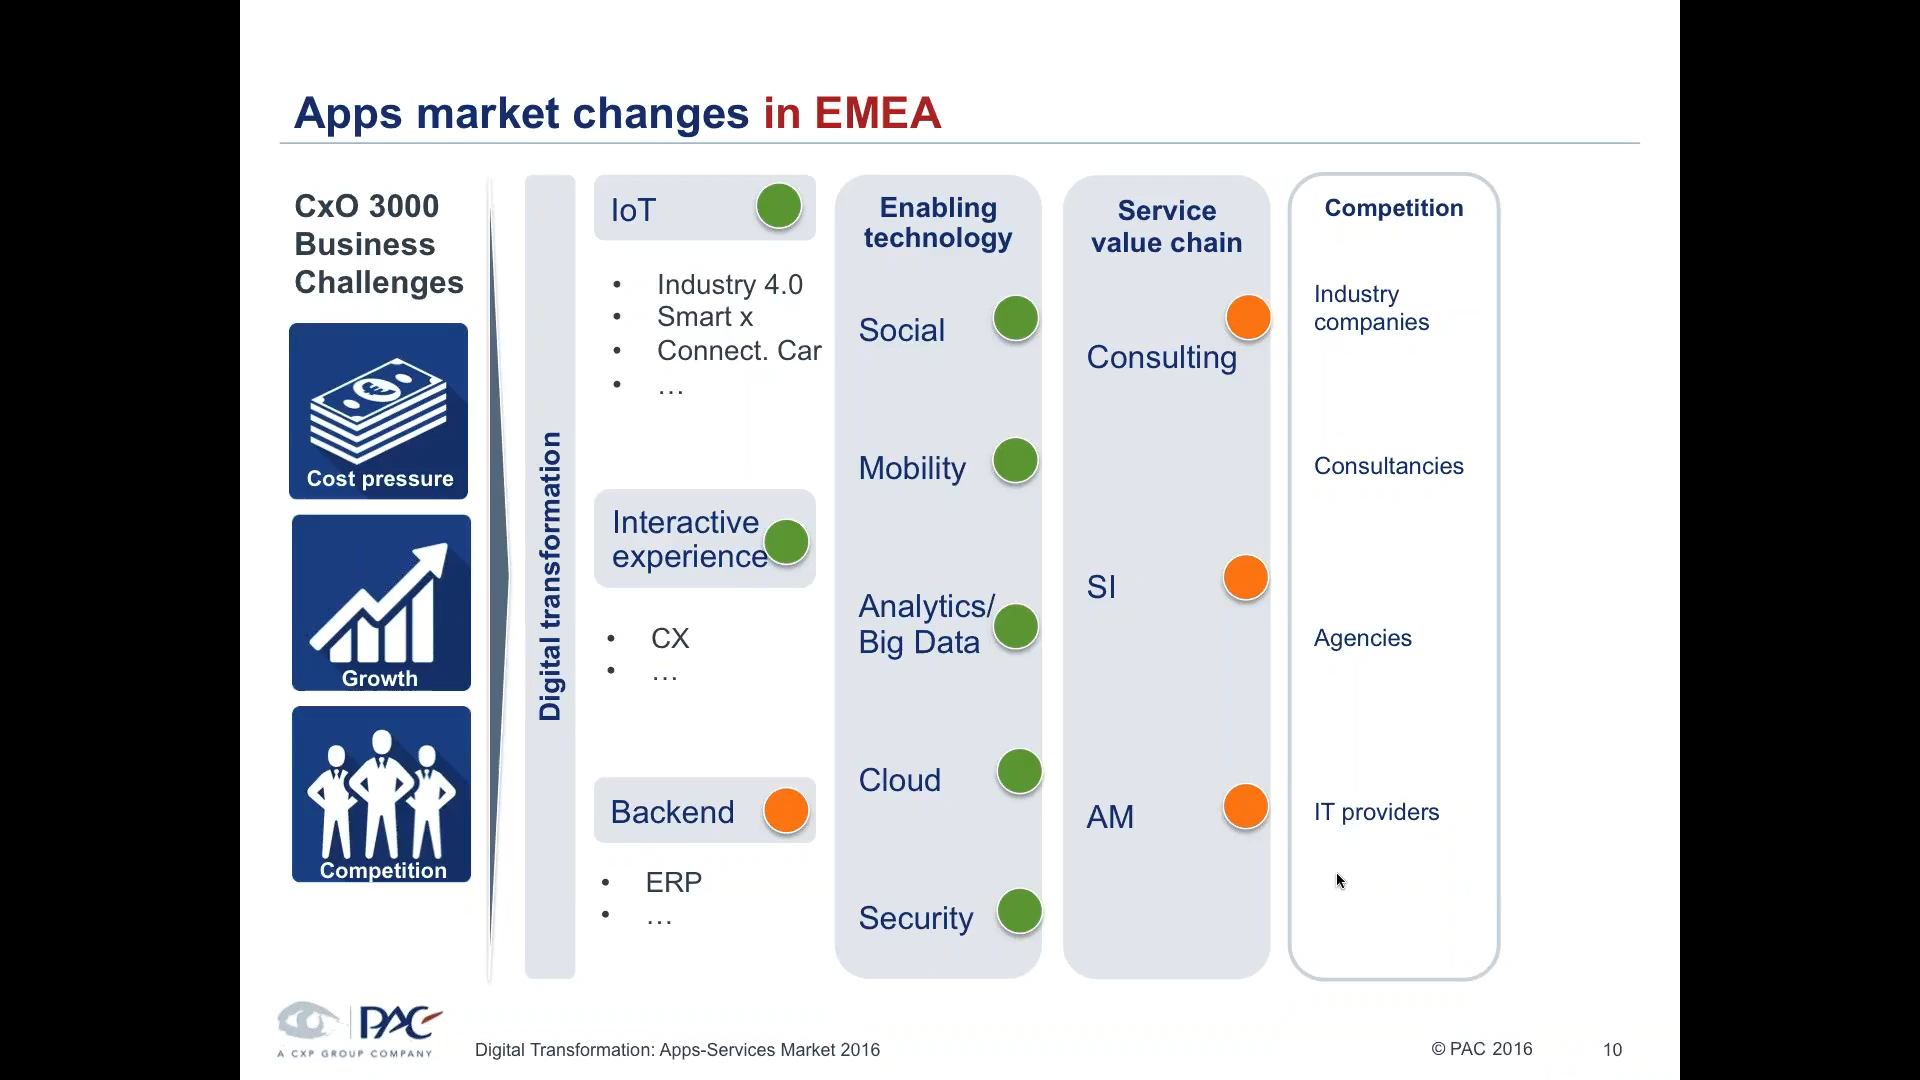 Apps market changes in EMEA
CxO 3000
Business
Challenges
Cost pressure
Growth
Competition
Digital transformation
IoT
• Industry 4.0
• Smart x
• Connect. Car
• …
Interactive
experience
• CX
• …
Backend
• ERP
• …
Enabling
technology
Social
Mobility
Analytics/
Big Data
Cloud
Security
Service
value chain
Consulting
SI
AM
Competition
Industry
companies
Consultancies
Agencies
IT providers
PAC
A CXP GROUP COMPANY
Digital Transformation: Apps-Services Market 2016
© PAC 2016
10